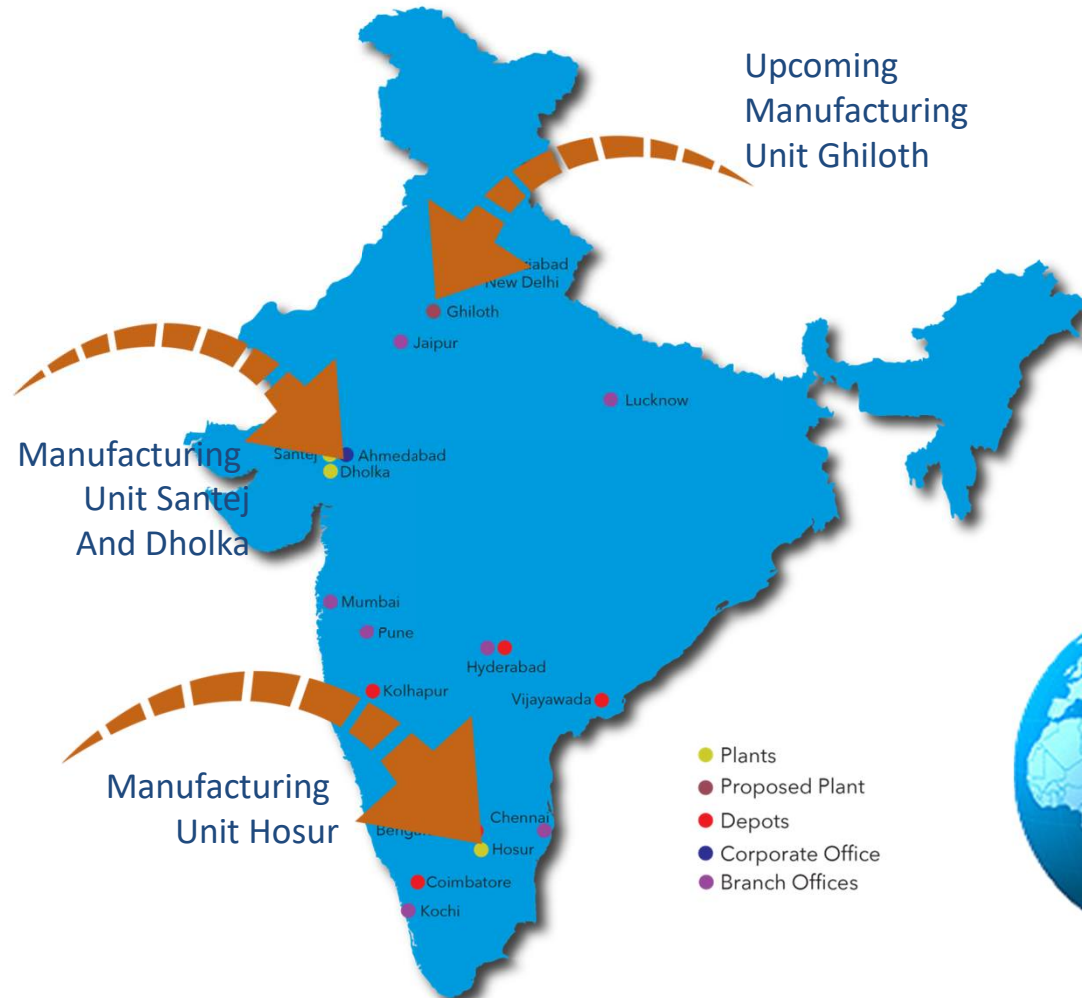 Upcoming
Manufacturing
Unit Ghiloth
New Delhi
Ghiloth
Jaipur
Lucknow
Santej
Ahmedabad
Dholka
Manufacturing
Unit Santej
And Dholka
Mumbai
Pune
Hyderabad
Kolhapur
Vijayawada
Manufacturing
Unit Hosur
Chennai
Hosur
Coimbatore
Kochi
Plants
Proposed Plant
Depots
Corporate Office
Branch Offices